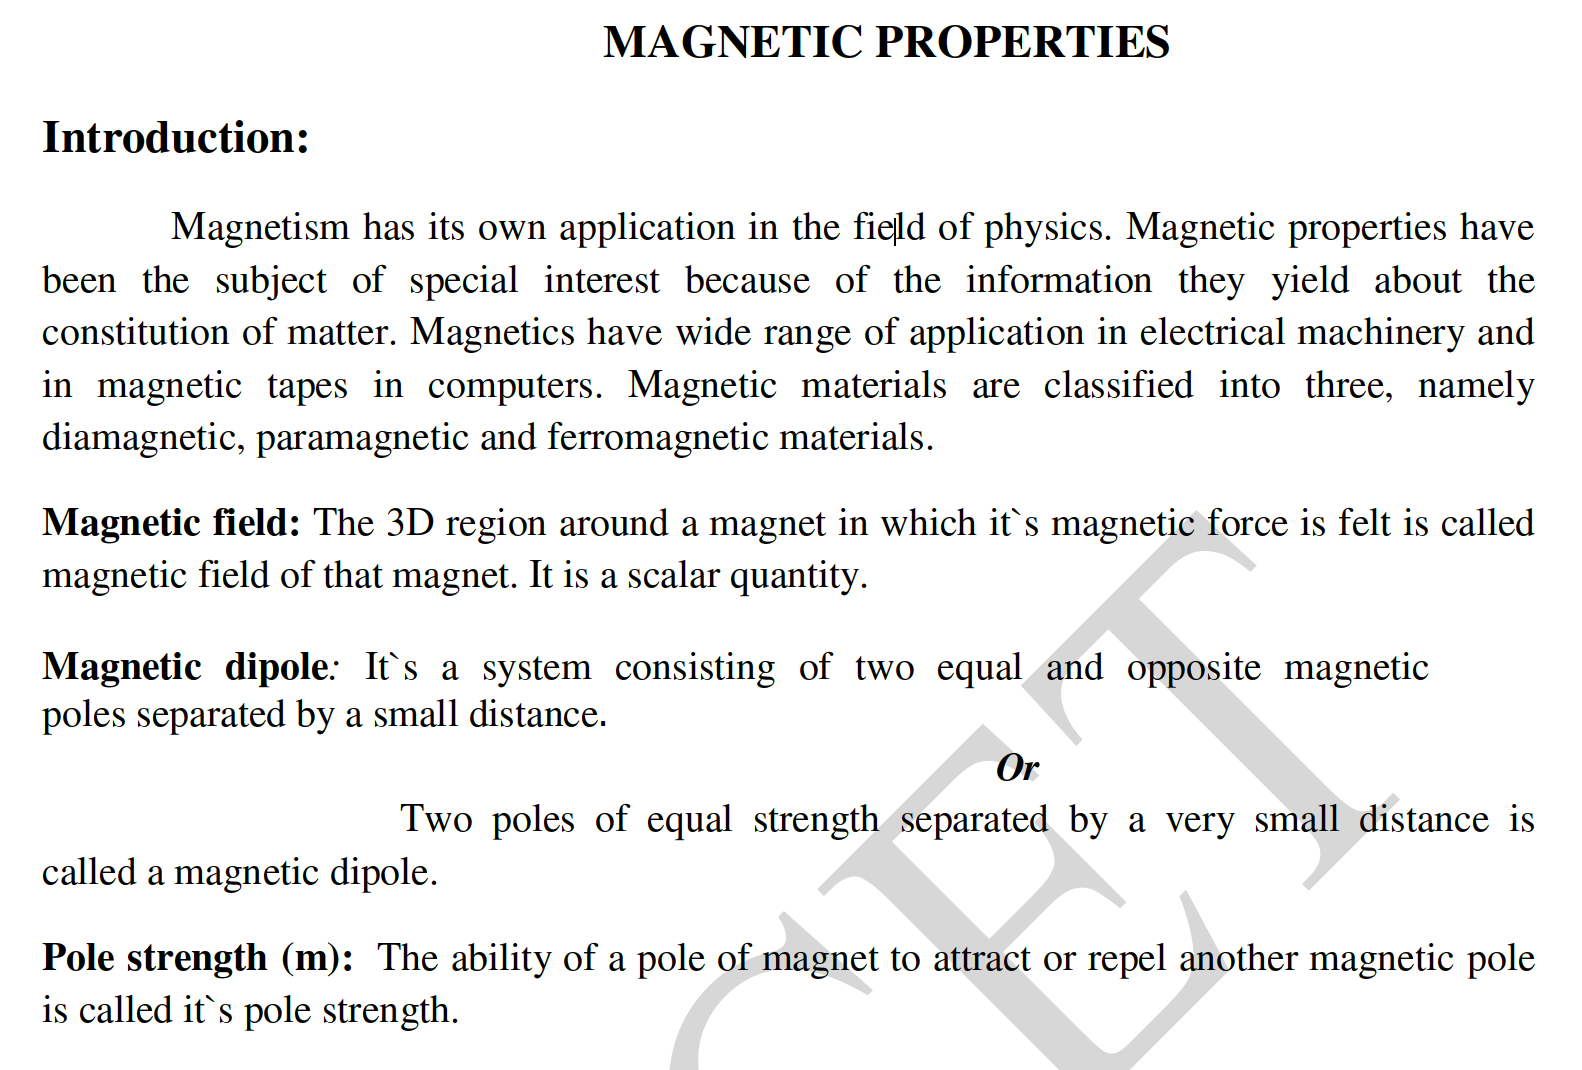 MAGNETIC PROPERTIES
Introduction:
Magnetism has its own application in the field of physics. Magnetic properties have
been the subject of special interest because of the information they yield about the
constitution of matter. Magnetics have wide range of application in electrical machinery and
in magnetic tapes in computers. Magnetic materials are classified into three, namely
diamagnetic, paramagnetic and ferromagnetic materials.
Magnetic field: The 3D region around a magnet in which it`s magnetic force is felt is called
magnetic field of that magnet. It is a scalar quantity.
Magnetic dipole: It`s a system consisting of two equal and opposite magnetic
poles separated by a small distance.
Or
Two poles of equal strength separated by a very small distance is
called a magnetic dipole.
Pole strength (m): The ability of a pole of magnet to attract or repel another magnetic pole
is called it`s pole strength.
CET